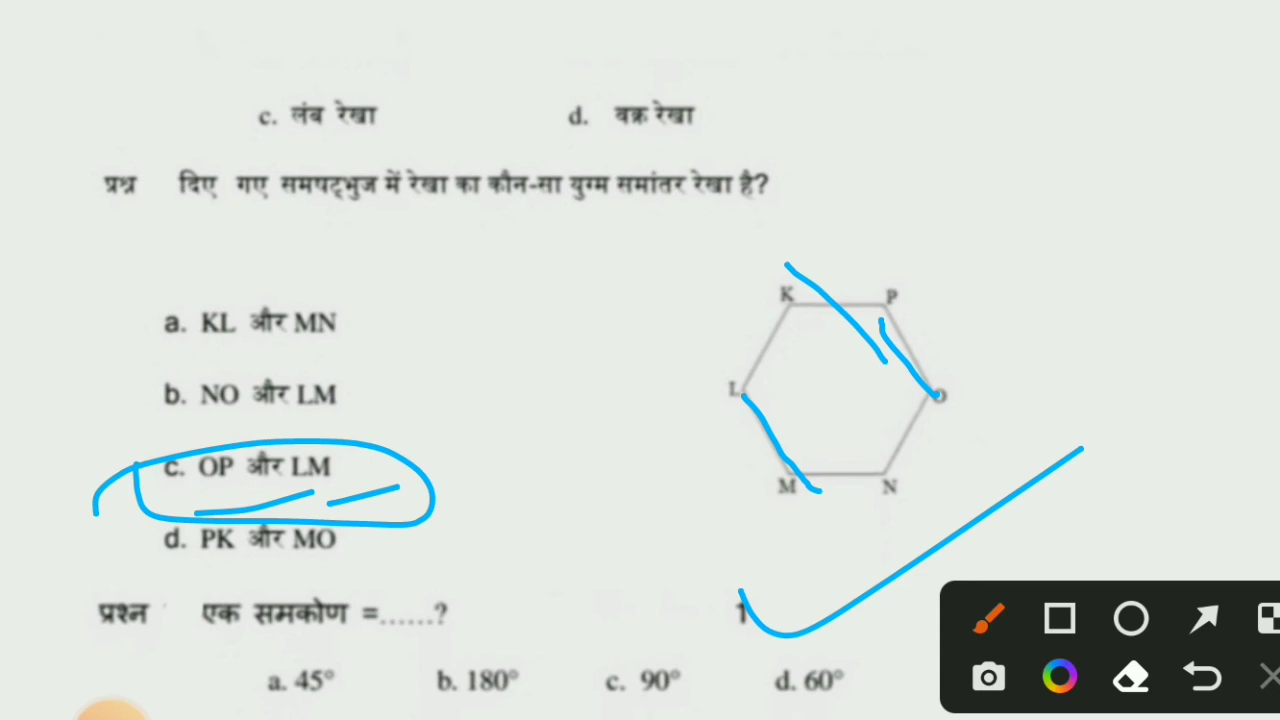 c. लंब रेखा d. वक्र रेखा
प्रश्न दिए गए समषट्भुज में रेखा का कौन-सा युग्म समांतर रेखा है?
K P
a. KL और MN
L O
b. NO और LM
c. OP और LM
M N
d. PK और MO
प्रश्न एक समकोण =......? 1
a. 45° b. 180° c. 90° d. 60°